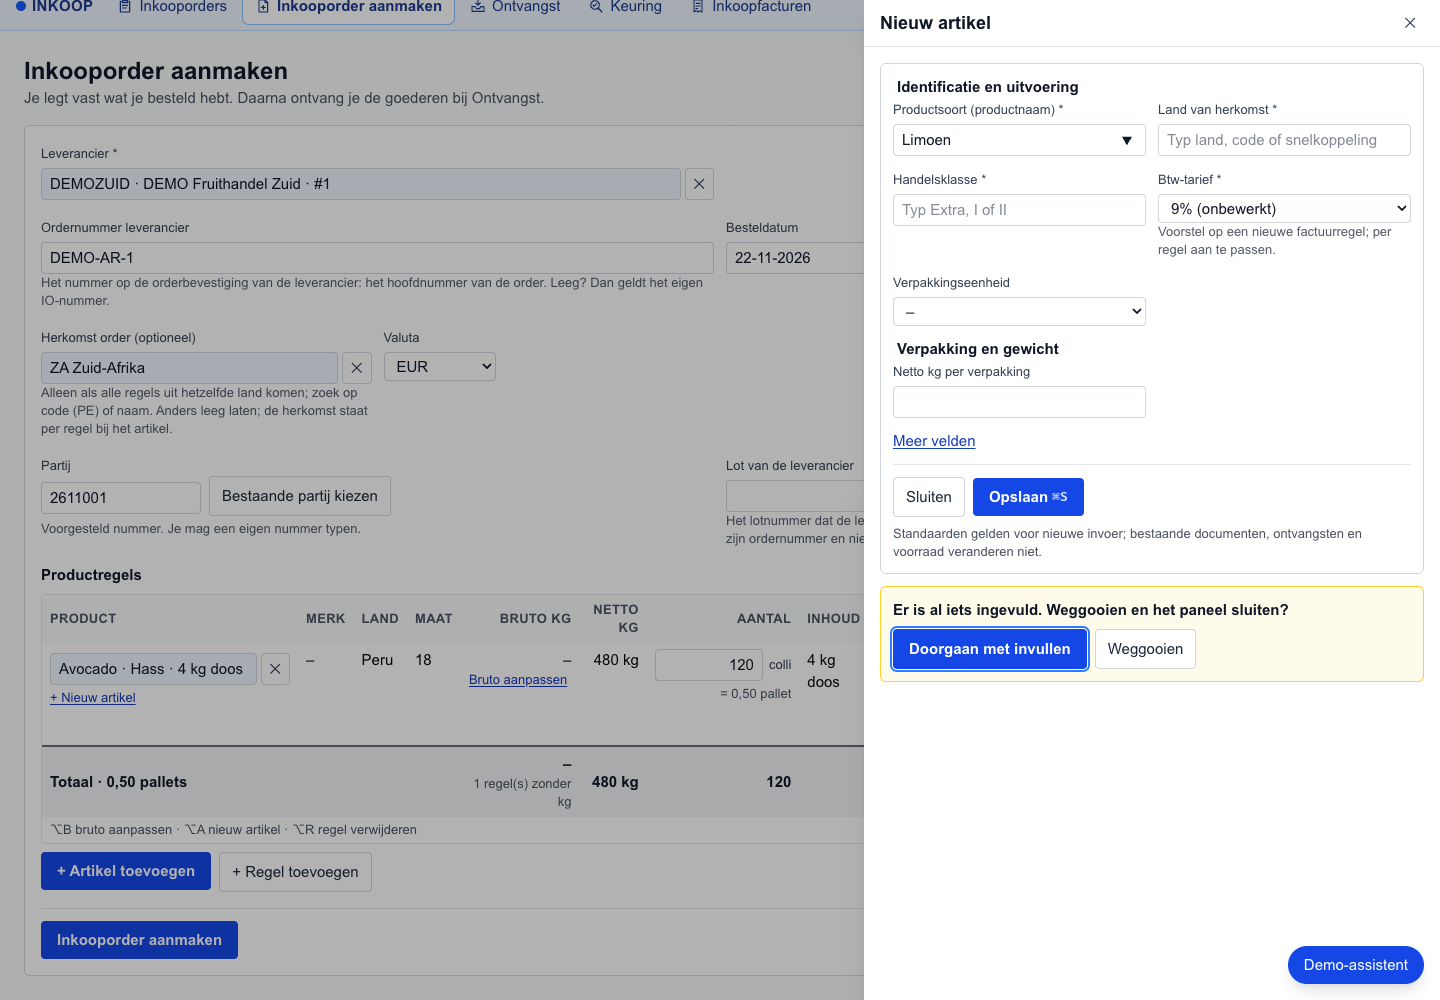 INKOOP
Inkooporders
Inkooporder aanmaken
Ontvangst
Keuring
Inkoopfacturen
Inkooporder aanmaken
Je legt vast wat je besteld hebt. Daarna ontvang je de goederen bij Ontvangst.
Leverancier *
DEMOZUID · DEMO Fruithandel Zuid · #1
Ordernummer leverancier
DEMO-AR-1
Het nummer op de orderbevestiging van de leverancier: het hoofdnummer van de order. Leeg? Dan geldt het eigen
IO-nummer.
Besteldatum
22-11-2026
Herkomst order (optioneel)
ZA Zuid-Afrika
Alleen als alle regels uit hetzelfde land komen; zoek op
code (PE) of naam. Anders leeg laten; de herkomst staat
per regel bij het artikel.
Valuta
EUR
Partij
2611001
Bestaande partij kiezen
Voorgesteld nummer. Je mag een eigen nummer typen.
Lot van de leverancier
Het lotnummer dat de le
zijn ordernummer en nie
Productregels
PRODUCT
MERK
LAND
MAAT
BRUTO KG
NETTO
KG
AANTAL
INHOUD
Avocado · Hass · 4 kg doos
+ Nieuw artikel
–
Peru
18
–
Bruto aanpassen
480 kg
120
colli
= 0,50 pallet
4 kg
doos
Totaal · 0,50 pallets
–
1 regel(s) zonder
kg
480 kg
120
⌥B bruto aanpassen · ⌥A nieuw artikel · ⌥R regel verwijderen
+ Artikel toevoegen
+ Regel toevoegen
Inkooporder aanmaken
Nieuw artikel
Identificatie en uitvoering
Productsoort (productnaam) *
Limoen
Land van herkomst *
Typ land, code of snelkoppeling
Handelsklasse *
Typ Extra, I of II
Btw-tarief *
9% (onbewerkt)
Voorstel op een nieuwe factuurregel; per
regel aan te passen.
Verpakkingseenheid
–
Verpakking en gewicht
Netto kg per verpakking
Meer velden
Sluiten
Opslaan ⌘S
Standaarden gelden voor nieuwe invoer; bestaande documenten, ontvangsten en
voorraad veranderen niet.
Er is al iets ingevuld. Weggooien en het paneel sluiten?
Doorgaan met invullen
Weggooien
Demo-assistent